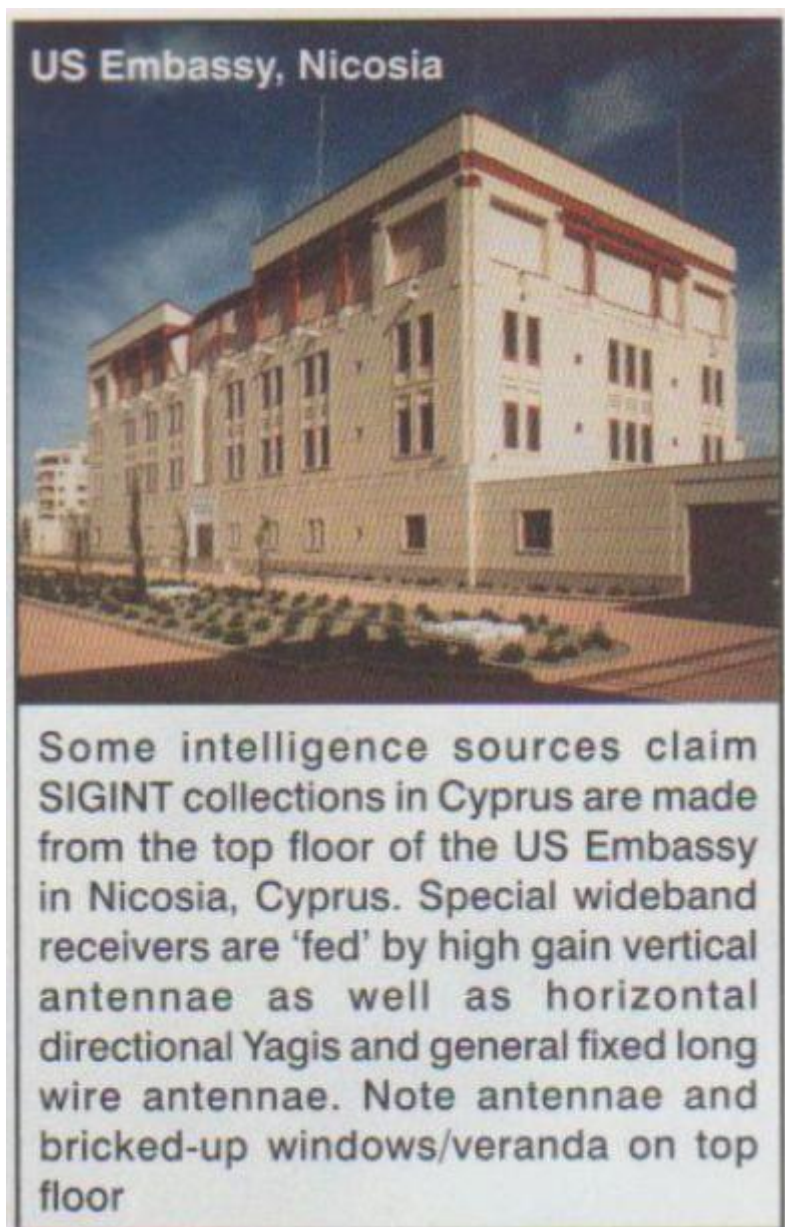 US Embassy, Nicosia
Some intelligence sources claim
SIGINT collections in Cyprus are made
from the top floor of the US Embassy
in Nicosia, Cyprus. Special wideband
receivers are ‘fed’ by high gain vertical
antennae as well as horizontal
directional Yagis and general fixed long
wire antennae. Note antennae and
bricked-up windows/veranda on top
floor